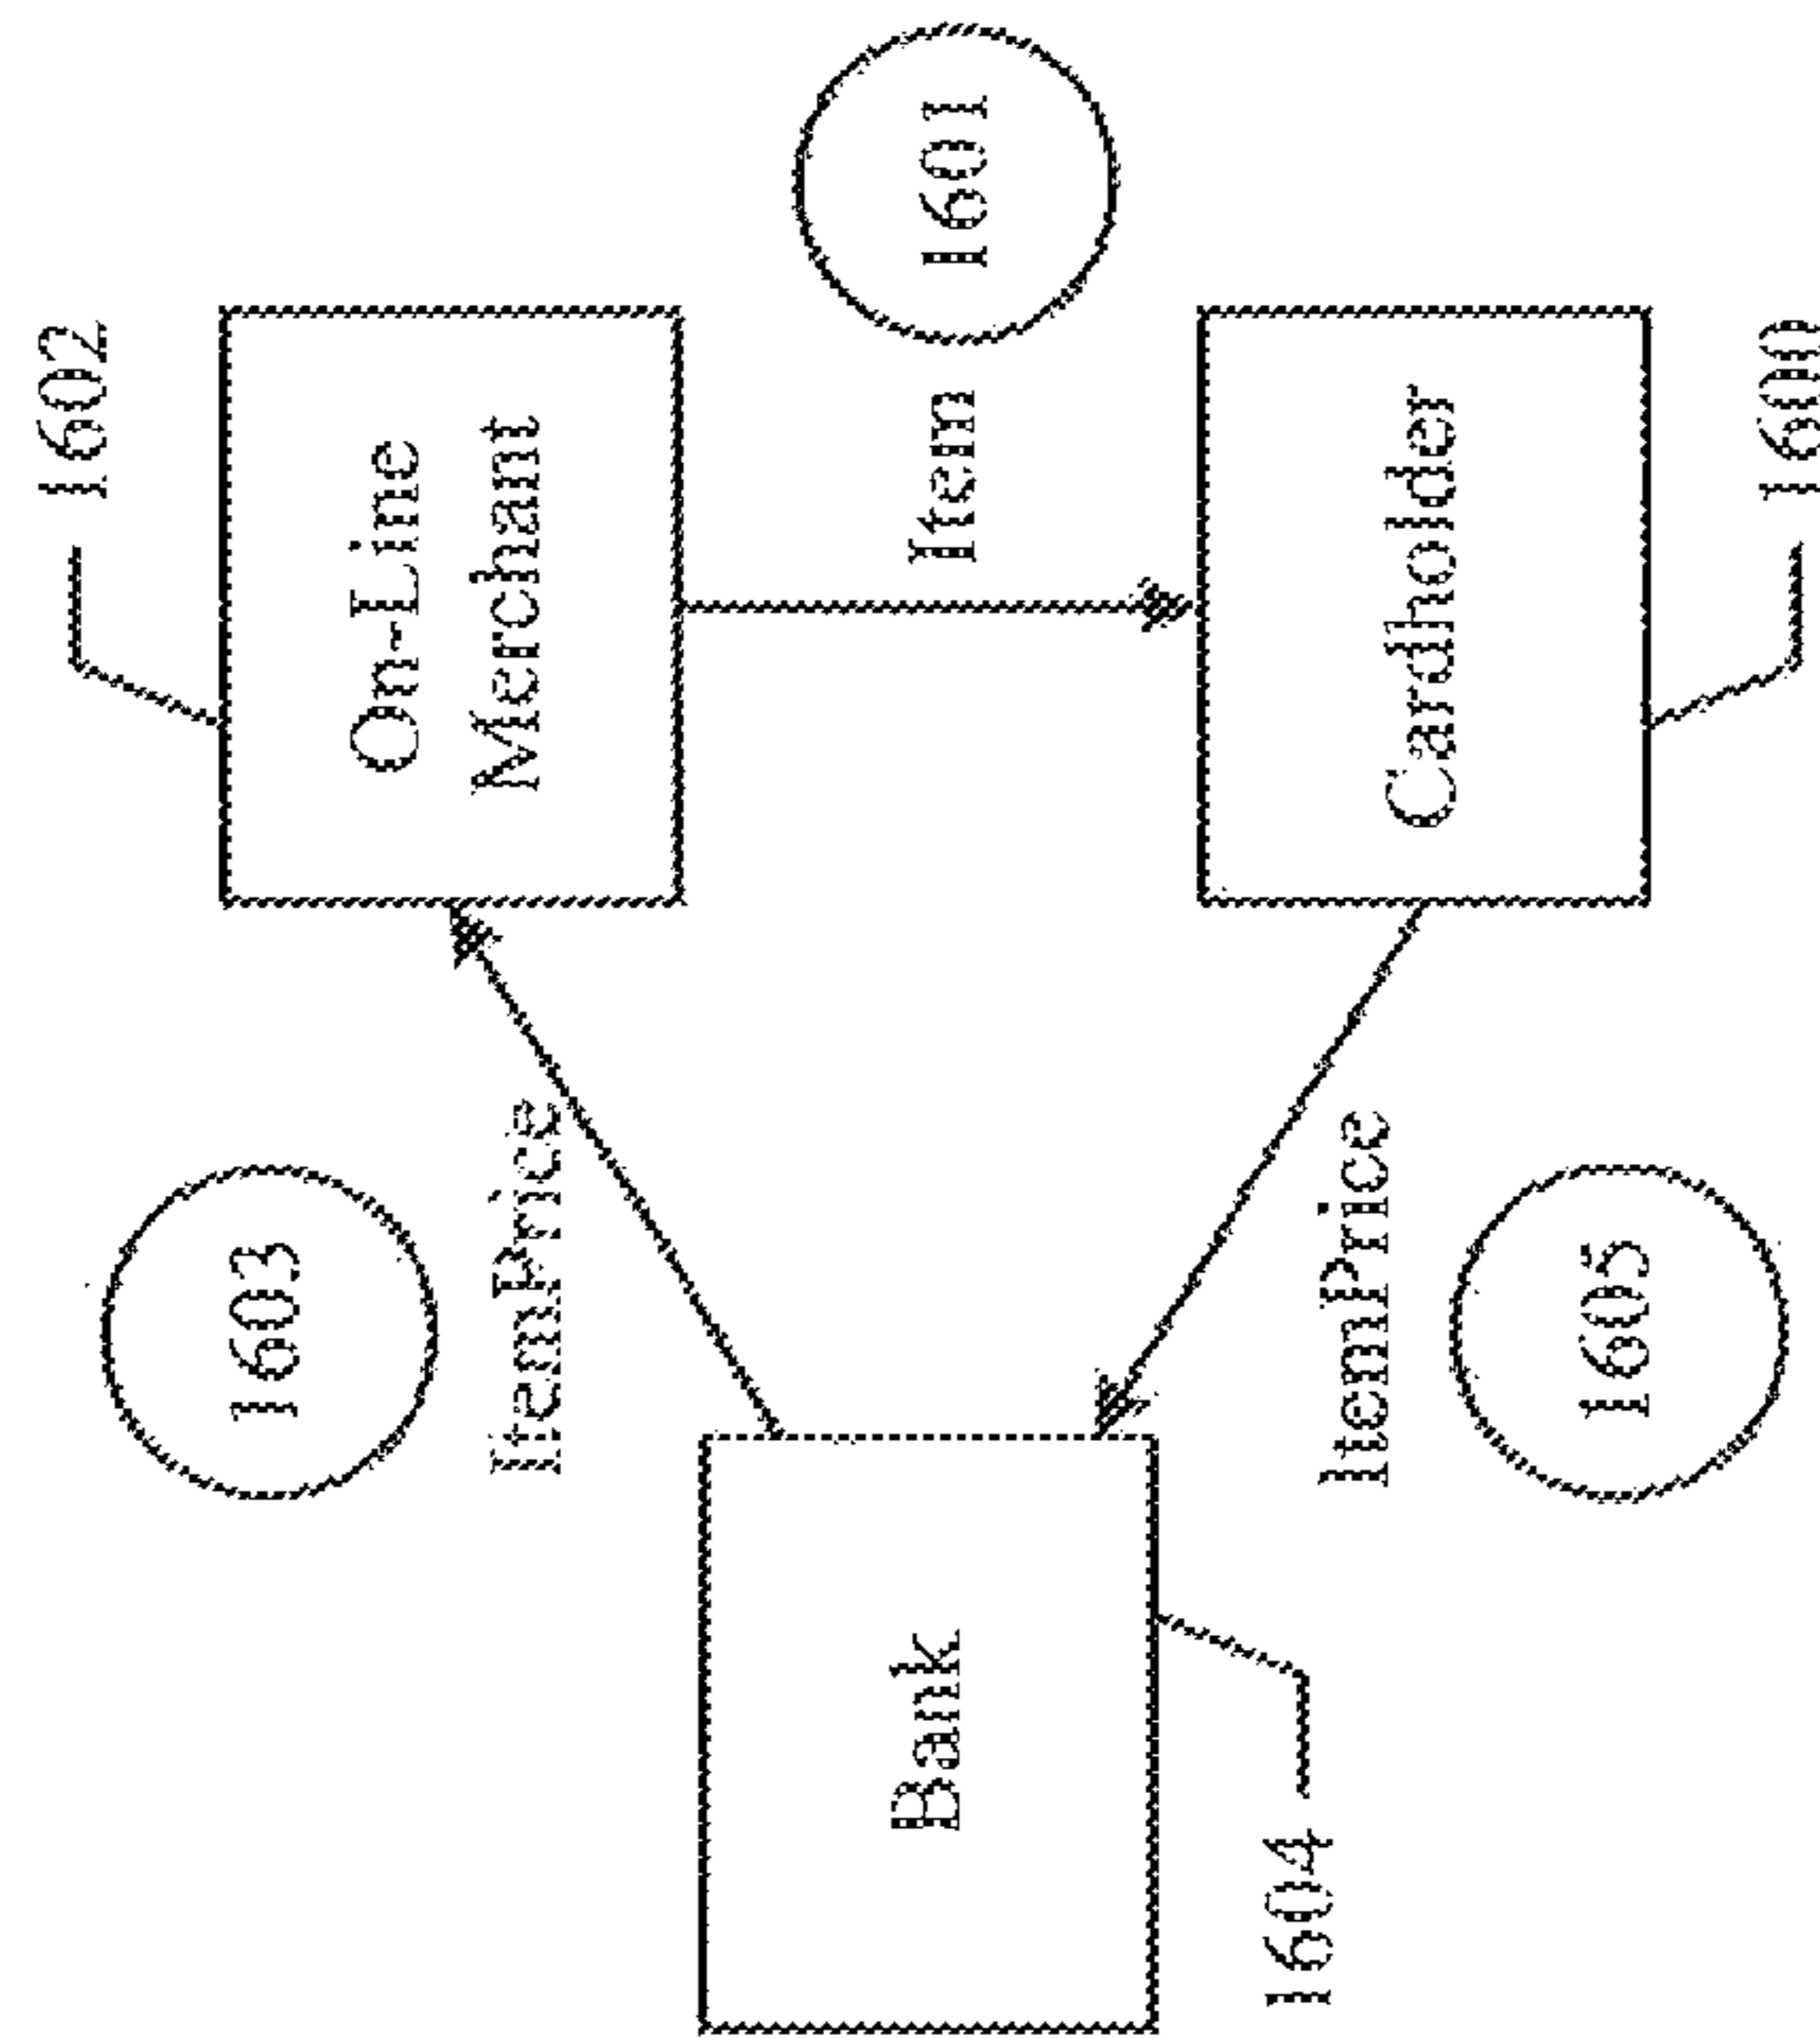 1602
On-Line
Merchant
1603
ItemPrice
Item
1601
Bank
Cardholder
ItemPrice
1604
1605
1600